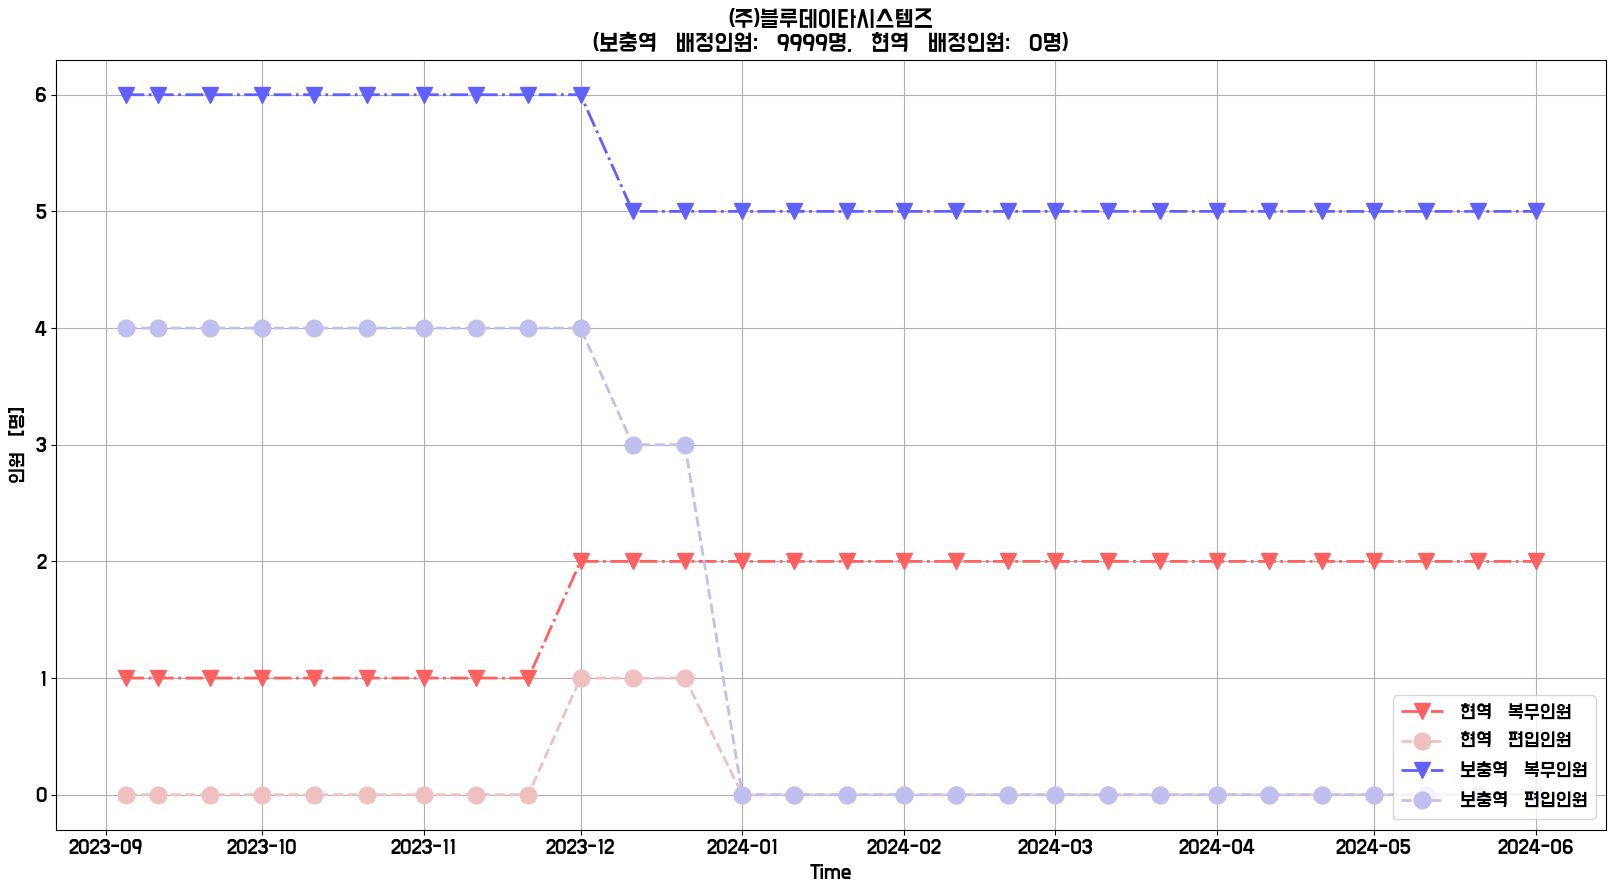 (주)블루데이타시스템즈
(보충역 배정인원: 9999명, 현역 배정인원: 0명)
6
5
4
3
2
1
0
인원 [명]
2023-09
2023-10
2023-11
2023-12
2024-01
2024-02
2024-03
2024-04
2024-05
2024-06
Time
현역 복무인원
현역 편입인원
보충역 복무인원
보충역 편입인원